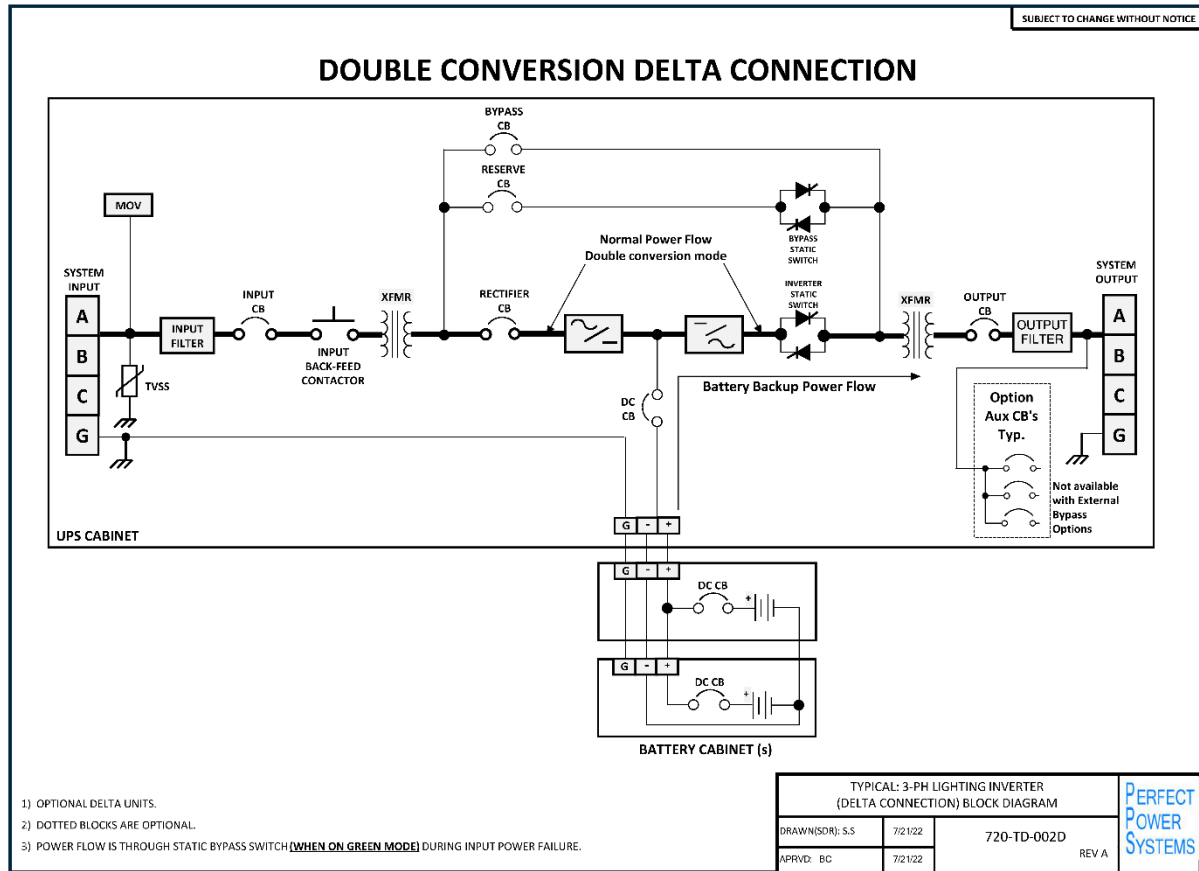 SUBJECT TO CHANGE WITHOUT NOTICE
DOUBLE CONVERSION DELTA CONNECTION
BYPASS
CB
RESERVE
CB
MOV
BYPASS
STATIC
SWITCH
Normal Power Flow
Double conversion mode
SYSTEM
INPUT
INPUT
CB
XFMR
RECTIFIER
CB
INVERTER
STATIC
SWITCH
XFMR
OUTPUT
CB
SYSTEM
OUTPUT
A
B
C
G
INPUT
FILTER
INPUT
BACK-FEED
CONTACTOR
TVSS
OUTPUT
FILTER
A
B
C
G
Battery Backup Power Flow
DC
CB
Option
Aux CB's
Typ.
Not available
with External
Bypass
Options
UPS CABINET
G - +
G - +
DC CB
+
G - +
DC CB
+
BATTERY CABINET (s)
1) OPTIONAL DELTA UNITS.
2) DOTTED BLOCKS ARE OPTIONAL.
3) POWER FLOW IS THROUGH STATIC BYPASS SWITCH (WHEN ON GREEN MODE) DURING INPUT POWER FAILURE.
TYPICAL: 3-PH LIGHTING INVERTER
(DELTA CONNECTION) BLOCK DIAGRAM
DRAWN(SDR): S.S 7/21/22
720-TD-002D
REV A
APRVD: BC 7/21/22
PERFECT
POWER
SYSTEMS